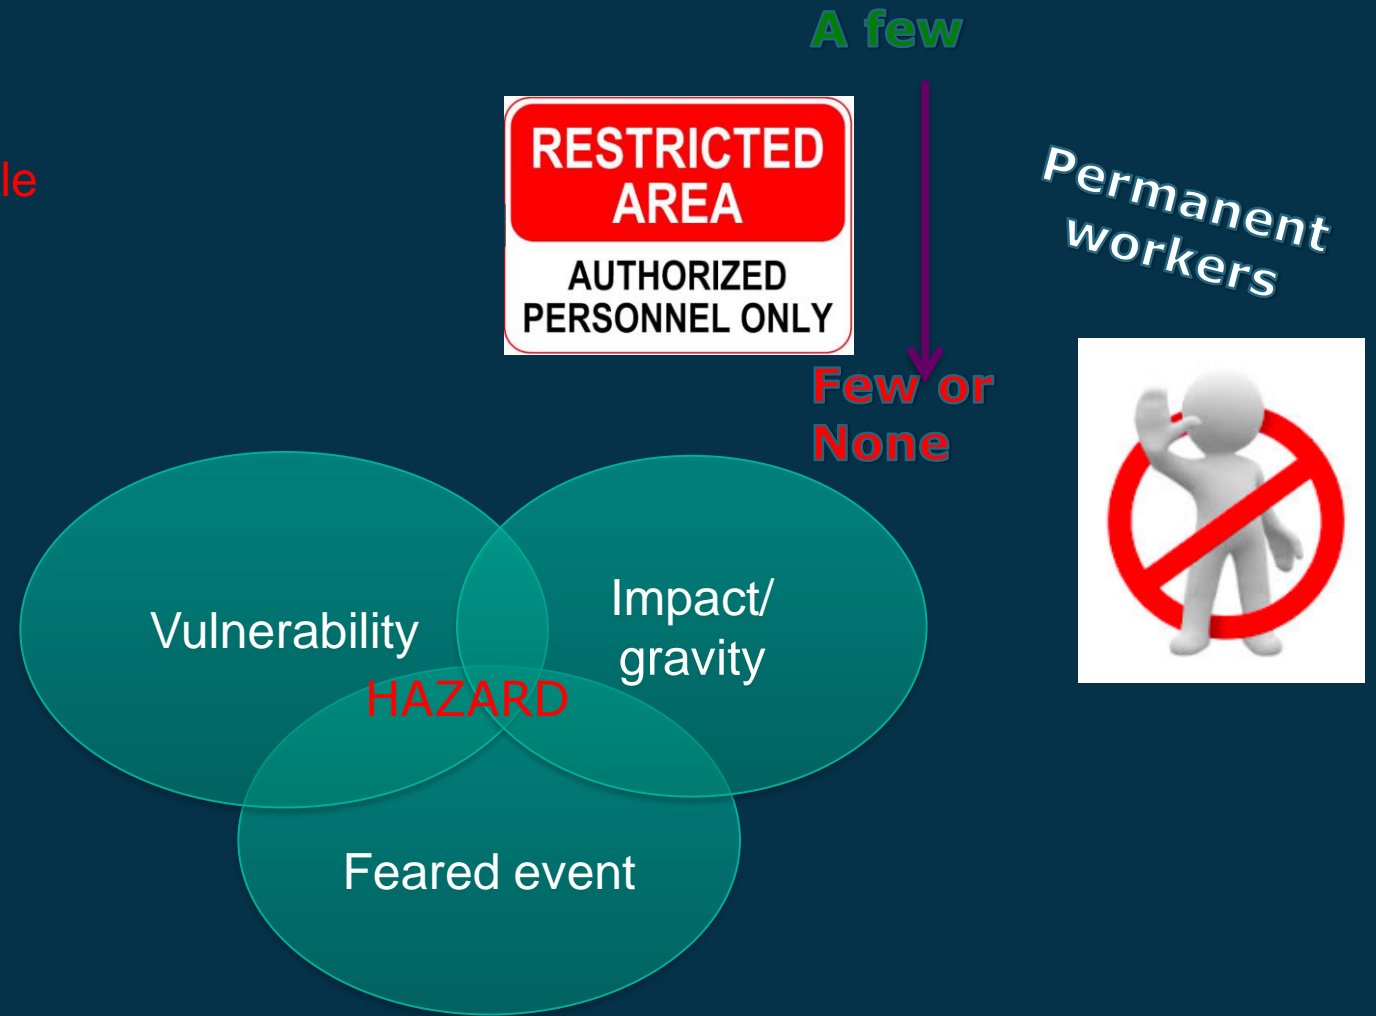 A few
le
RESTRICTED
AREA
AUTHORIZED
PERSONNEL ONLY
Permanent
workers
Few or
None
Vulnerability
Impact/
gravity
HAZARD
Feared event